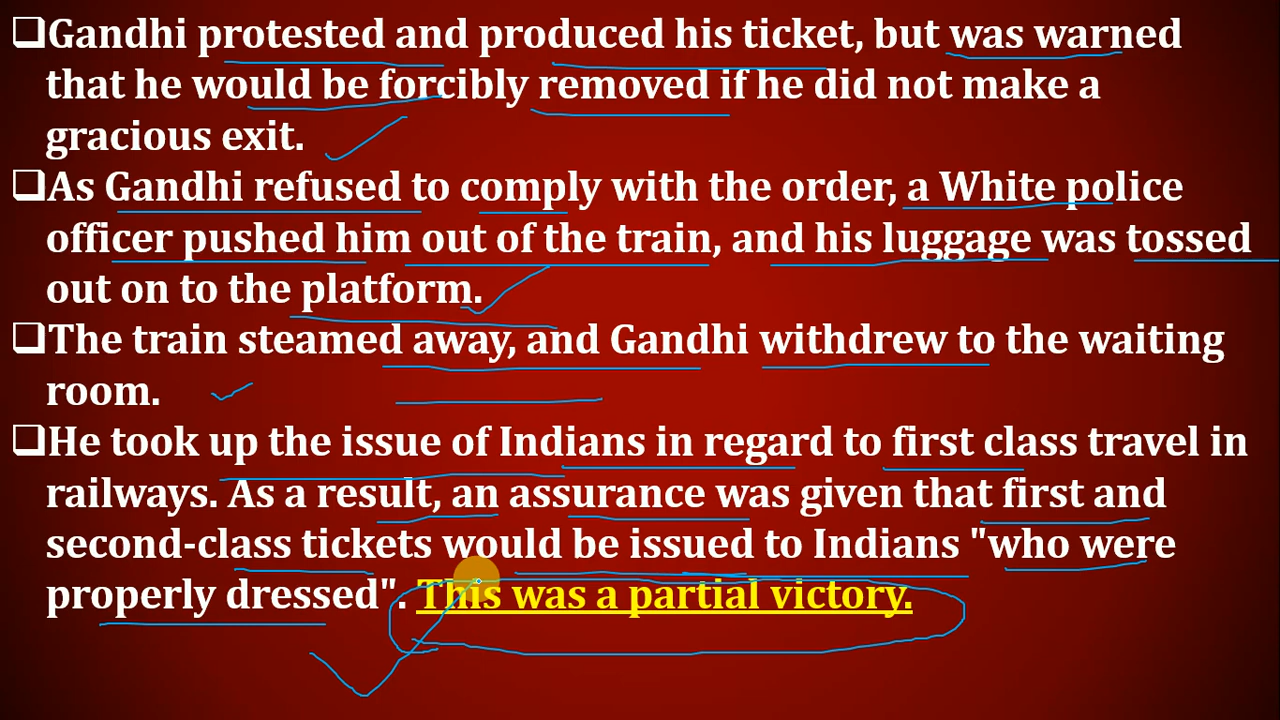 ❑Gandhi protested and produced his ticket, but was warned
that he would be forcibly removed if he did not make a
gracious exit.
❑As Gandhi refused to comply with the order, a White police
officer pushed him out of the train, and his luggage was tossed
out on to the platform.
❑The train steamed away, and Gandhi withdrew to the waiting
room.
❑He took up the issue of Indians in regard to first class travel in
railways. As a result, an assurance was given that first and
second-class tickets would be issued to Indians "who were
properly dressed". This was a partial victory.